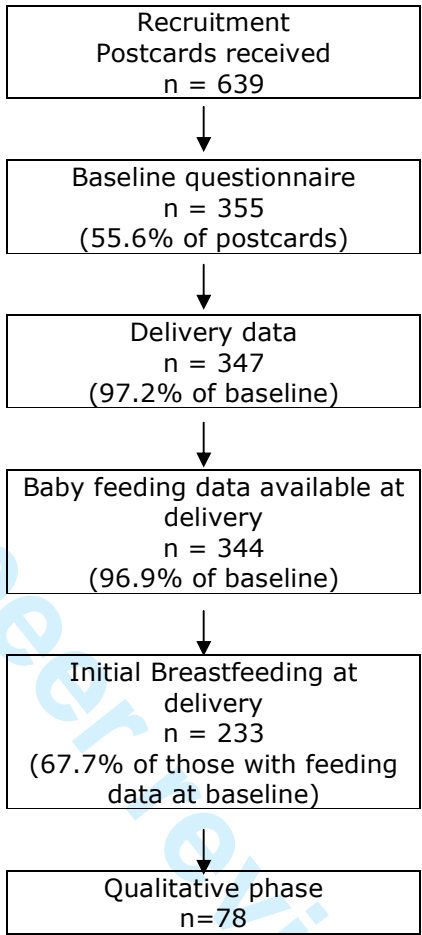 Recruitment
Postcards received
n = 639
Baseline questionnaire
n = 355
(55.6% of postcards)
Delivery data
n = 347
(97.2% of baseline)
Baby feeding data available at
delivery
n = 344
(96.9% of baseline)
Initial Breastfeeding at
delivery
n = 233
(67.7% of those with feeding
data at baseline)
Qualitative phase
n=78